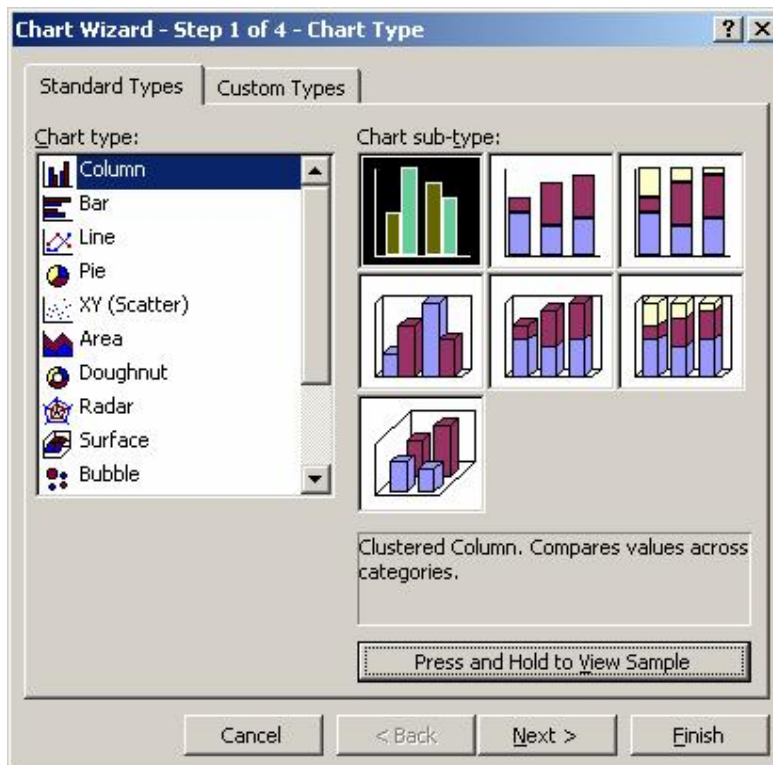 Chart Wizard - Step 1 of 4 - Chart Type
Standard Types
Custom Types
Chart type:
Column
Bar
Line
Pie
XY (Scatter)
Area
Doughnut
Radar
Surface
Bubble
Chart sub-type:
Clustered Column. Compares values across
categories.
Press and Hold to View Sample
Cancel
< Back
Next >
Finish